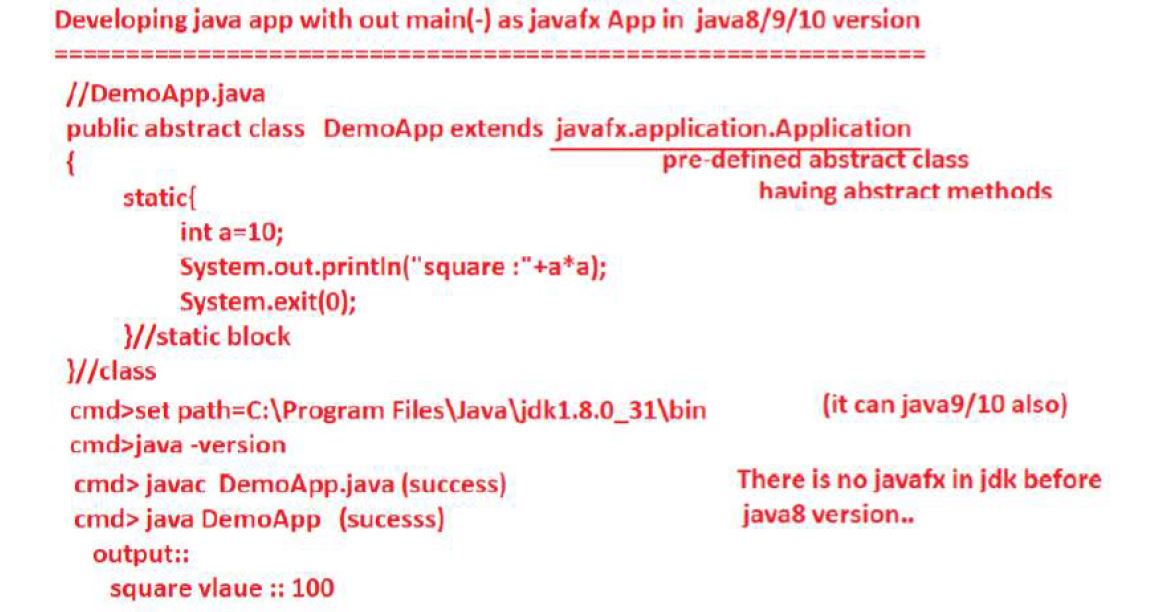 Developing java app with out main(-) as javafx App in java8/9/10 version
==============================================================
//DemoApp.java
public abstract class DemoApp extends javafx.application.Application
{
pre-defined abstract class
having abstract methods
static{
int a=10;
System.out.println("square :"+a*a);
System.exit(0);
}//static block
}//class
cmd>set path=C:\Program Files\Java\jdk1.8.0_31\bin (it can java9/10 also)
cmd>java -version
cmd> javac DemoApp.java (success)
There is no javafx in jdk before
cmd> java DemoApp (sucesss)
java8 version..
output::
square vlaue :: 100